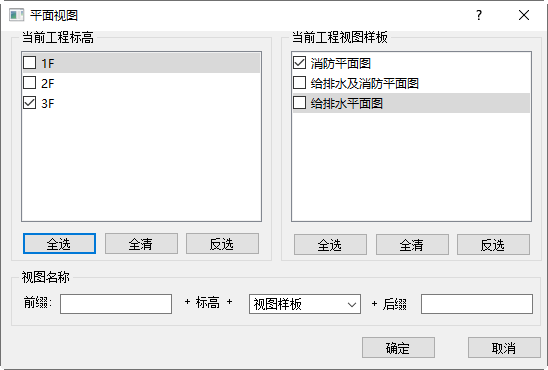 平面视图
当前工程标高
1F
2F
3F
全选 全清 反选
当前工程视图样板
消防平面图
给排水及消防平面图
给排水平面图
全选 全清 反选
视图名称
前缀: + 标高 + 视图样板 + 后缀
确定 取消